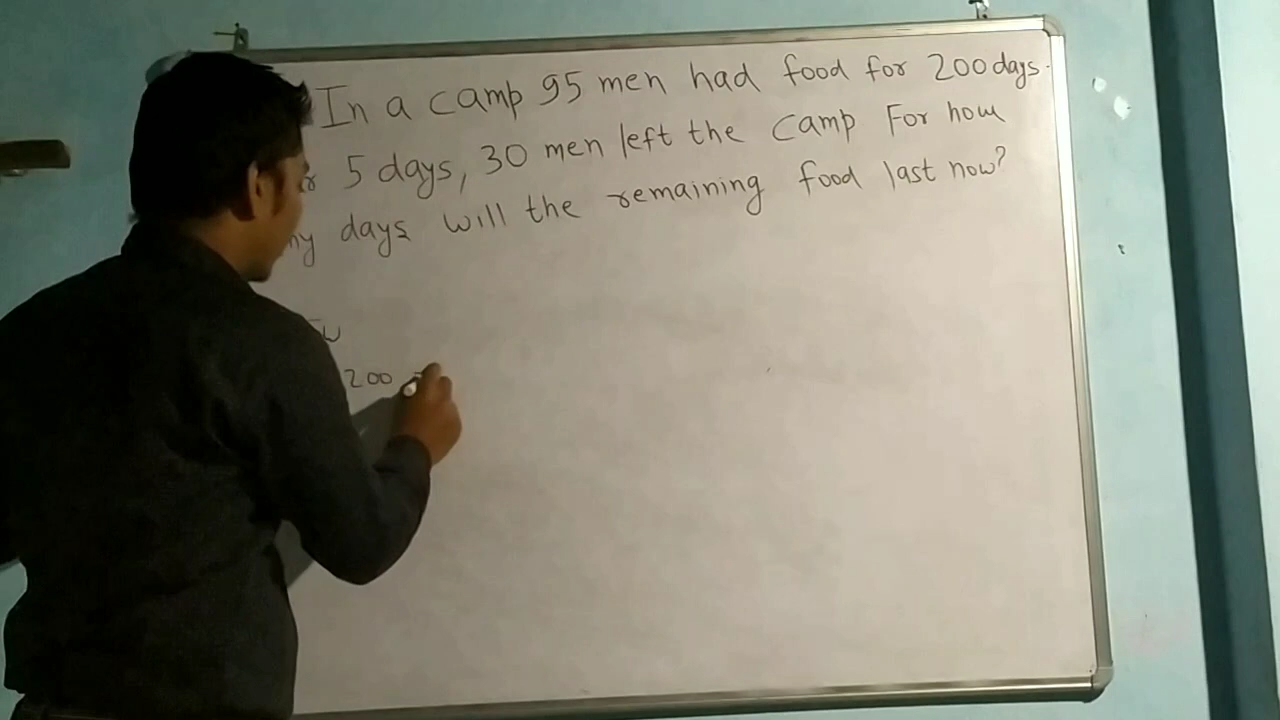 In a camp 95 men had food for 200 days.
5 days, 30 men left the camp For how
days will the remaining food last now?
200